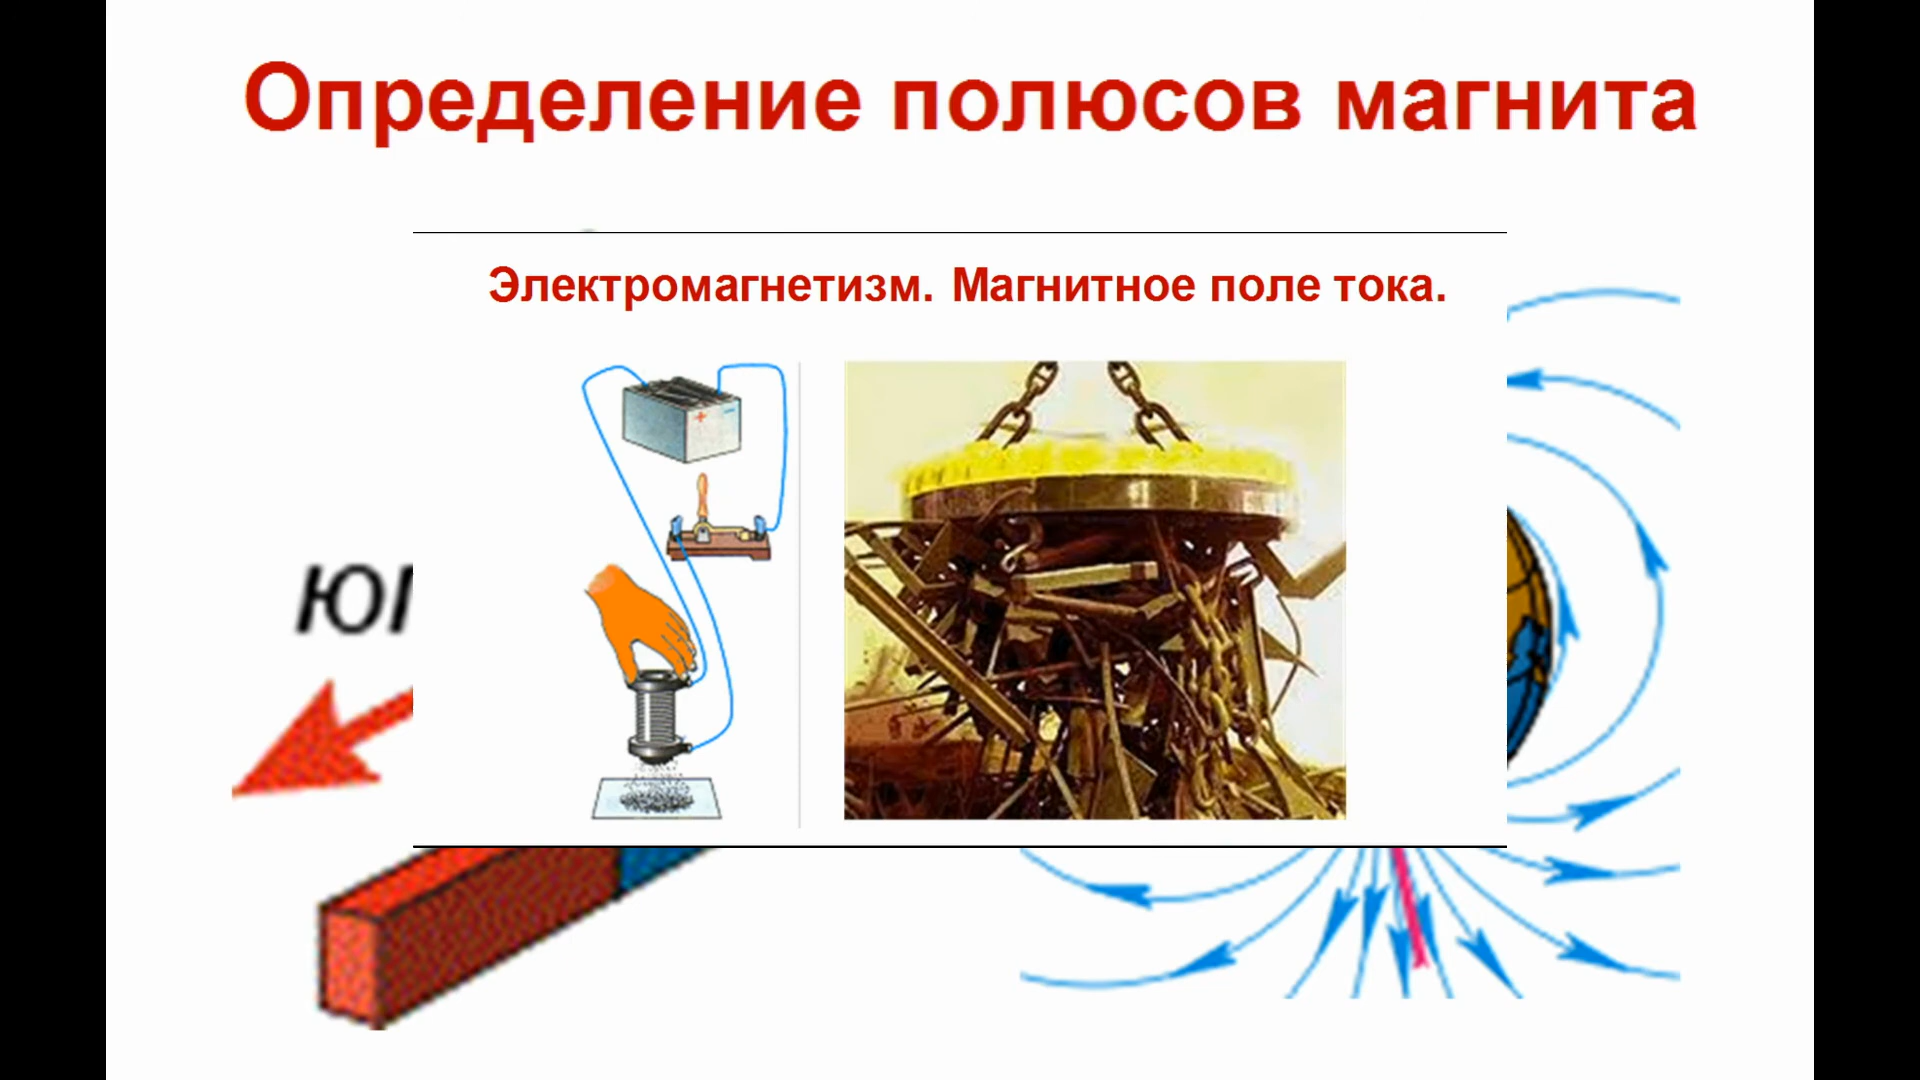 Определение полюсов магнита
Электромагнетизм. Магнитное поле тока.
+ −